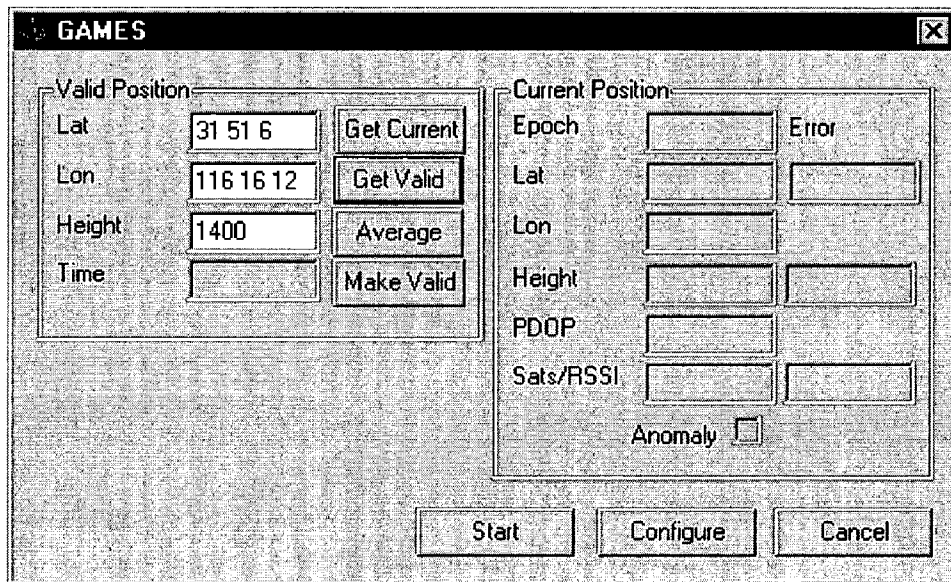 GAMES
Valid Position
Lat 31 51 6 Get Current
Lon 116 16 12 Get Valid
Height 1400 Average
Time Make Valid
Current Position
Epoch Error
Lat
Lon
Height
PDOP
Sats/RSSI
Anomaly
Start Configure Cancel